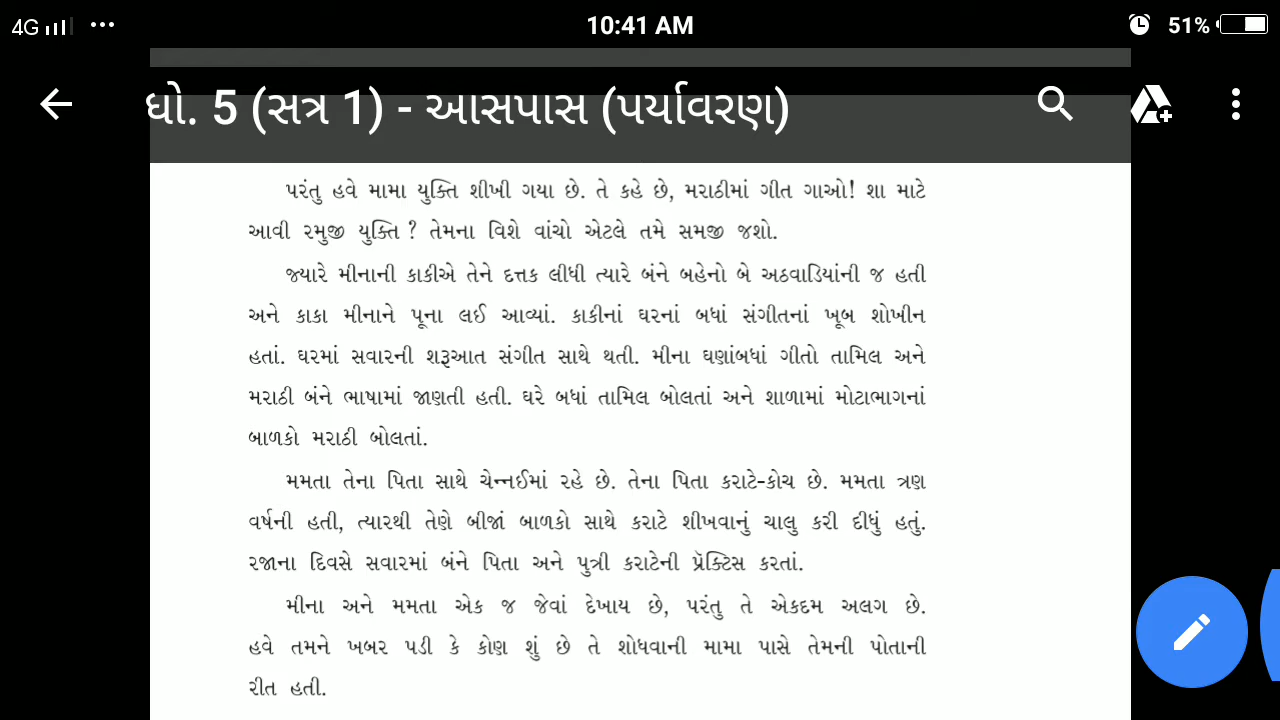 4G
10:41 AM
51%
ધો. 5 (સત્ર 1) - આસપાસ (પર્યાવરણ)
પરંતુ હવે મામા યુક્તિ શીખી ગયા છે. તે કહે છે, મરાઠીમાં ગીત ગાઓ! શા માટે
આવી રમુજી યુક્તિ ? તેમના વિશે વાંચો એટલે તમે સમજી જશો.
જ્યારે મીનાની કાકીએ તેને દત્તક લીધી ત્યારે બંને બહેનો બે અઠવાડિયાંની જ હતી
અને કાકા મીનાને પૂના લઈ આવ્યાં. કાકીનાં ઘરનાં બધાં સંગીતનાં ખૂબ શોખીન
હતાં. ઘરમાં સવારની શરૂઆત સંગીત સાથે થતી. મીના ઘણાંબધાં ગીતો તામિલ અને
મરાઠી બંને ભાષામાં જાણતી હતી. ઘરે બધાં તામિલ બોલતાં અને શાળામાં મોટાભાગનાં
બાળકો મરાઠી બોલતાં.
મમતા તેના પિતા સાથે ચેન્નઈમાં રહે છે. તેના પિતા કરાટે-કોચ છે. મમતા ત્રણ
વર્ષની હતી, ત્યારથી તેણે બીજાં બાળકો સાથે કરાટે શીખવાનું ચાલુ કરી દીધું હતું.
રજાના દિવસે સવારમાં બંને પિતા અને પુત્રી કરાટેની પ્રૅક્ટિસ કરતાં.
મીના અને મમતા એક જ જેવાં દેખાય છે, પરંતુ તે એકદમ અલગ છે.
હવે તમને ખબર પડી કે કોણ શું છે તે શોધવાની મામા પાસે તેમની પોતાની
રીત હતી.